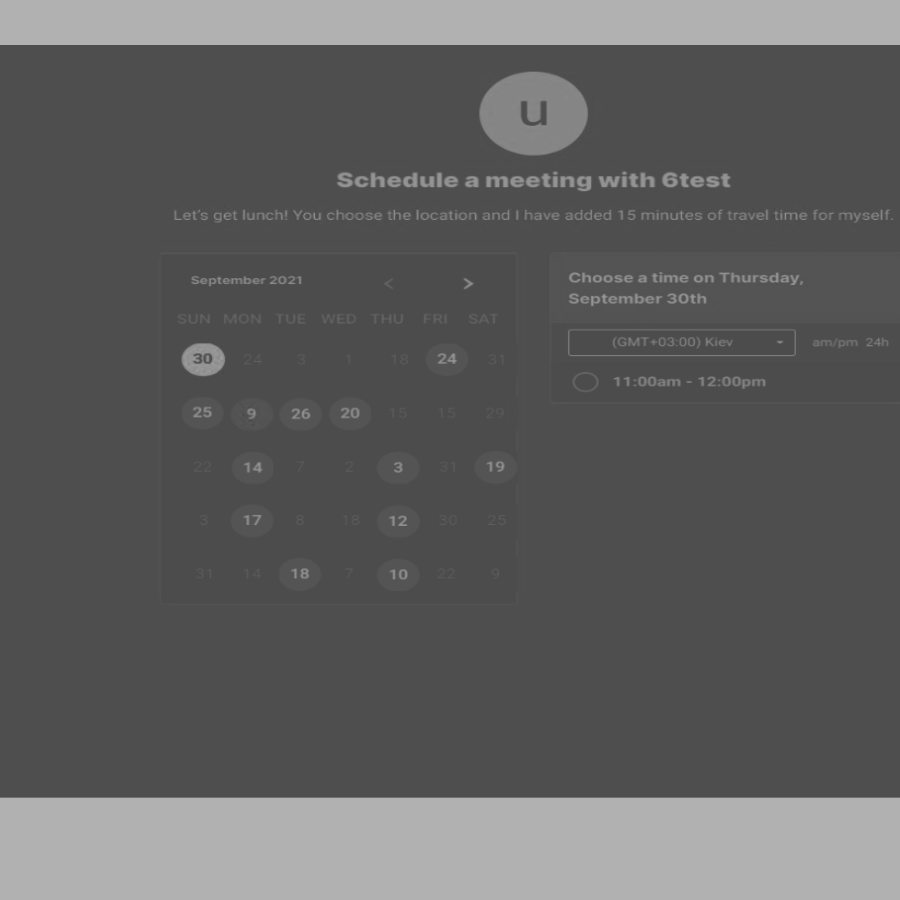 u
Schedule a meeting with 6test
Let's get lunch! You choose the location and I have added 15 minutes of travel time for myself.
September 2021 < >
SUN MON TUE WED THU FRI SAT
30 24 3 1 18 24 31
25 9 26 20 15 15 29
22 14 7 2 3 31 19
3 17 8 18 12 30 25
31 14 18 7 10 22 9
Choose a time on Thursday,
September 30th
(GMT+03:00) Kiev am/pm 24h
11:00am - 12:00pm